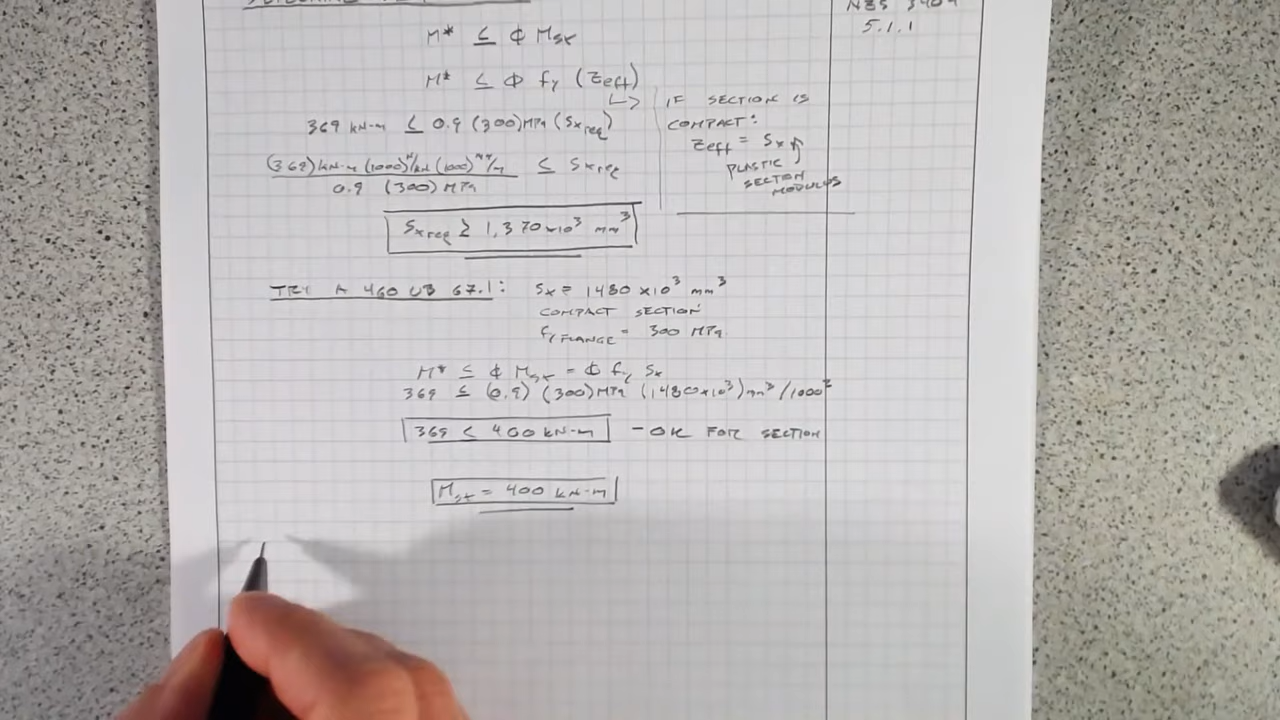 NZS 3404
5.1.1
M* ≤ ϕ Msx
M* ≤ ϕ fy (Zeff)
↳ IF SECTION IS
COMPACT:
Zeff = Sx
PLASTIC
SECTION
MODULUS
369 kN-m ≤ 0.9 (300)MPa (Sx req)
(369)kN-m (1000)N/kN (1000)mm/m / 0.9 (300) MPa ≤ Sx req
Sx req ≥ 1,370x10³ mm³
TRY A 460 UB 67.1: Sx = 1480 x10³ mm³
COMPACT SECTION
fy FLANGE = 300 MPa
M* ≤ ϕ Msx = ϕ fy Sx
369 ≤ (0.9) (300)MPa (1480x10³)mm³/1000²
369 < 400 kN-m - OK FOR SECTION
Msx = 400 kN-m